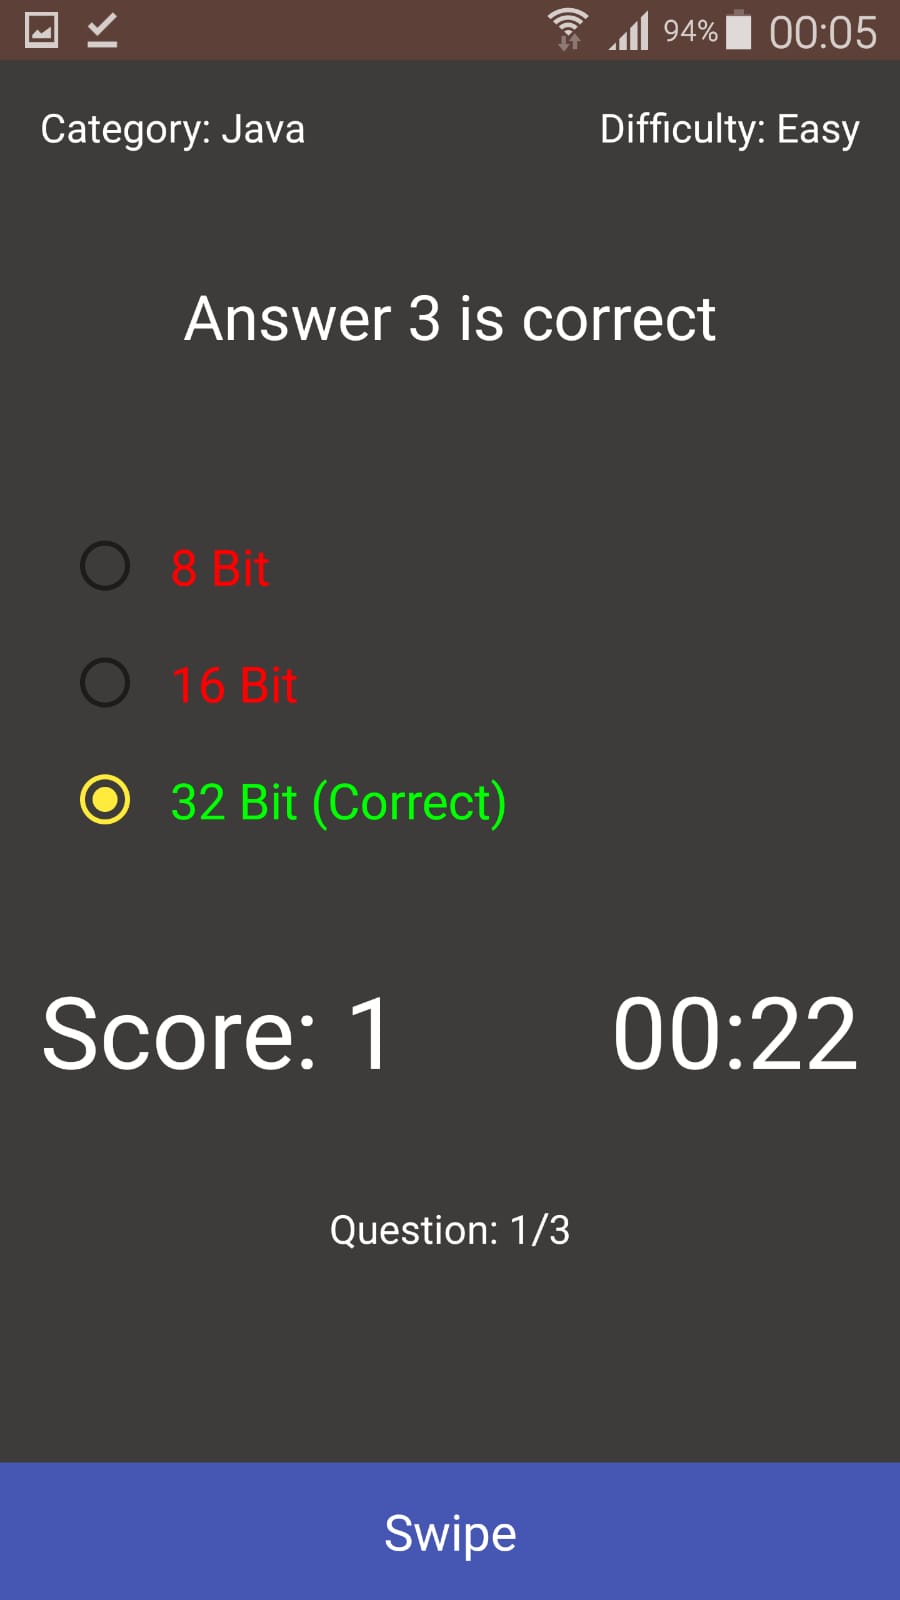 94% 00:05
Category: Java Difficulty: Easy
Answer 3 is correct
8 Bit
16 Bit
32 Bit (Correct)
Score: 1 00:22
Question: 1/3
Swipe